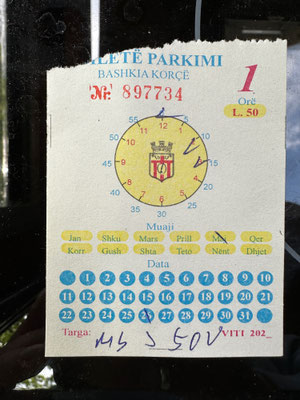 BILETË PARKIMI
BASHKIA KORÇË
Nr. 897734
1
Orë
L. 50
55 5
50 10
45 15
40 20
35 25
30
12
11 1
10 2
9 3
8 4
7 5
6
Muaji
Jan Shku Mars Prill Maj Qer
Korr Gush Shta Teto Nënt Dhjet
Data
1 2 3 4 5 6 7 8 9 10
11 12 13 14 15 16 17 18 19 20 21
22 23 24 25 26 27 28 29 30 31
Targa: VITI 202_